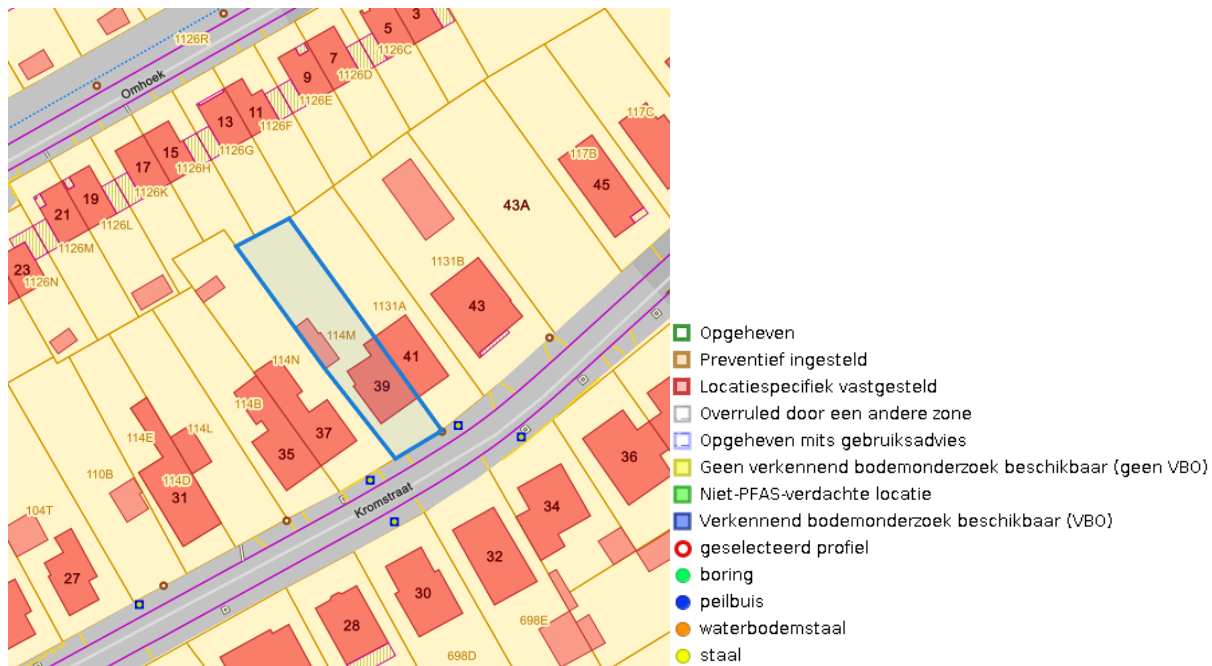 1126R
5
3
1126C
Omhoek
7
9
1126D
1126E
117C
13
11
1126F
1126G
17
15
1126H
117B
45
1126K
43A
21
19
1126L
1126M
23
1126N
1131B
43
1131A
114M
41
114N
39
114B
37
35
114L
114E
110B
114D
31
36
104T
Kromstraat
34
32
27
30
28
698E
698D
Opgeheven
Preventief ingesteld
Locatiespecifiek vastgesteld
Overruled door een andere zone
Opgeheven mits gebruiksadvies
Geen verkennend bodemonderzoek beschikbaar (geen VBO)
Niet-PFAS-verdachte locatie
Verkennend bodemonderzoek beschikbaar (VBO)
geselecteerd profiel
boring
peilbuis
waterbodemstaal
staal